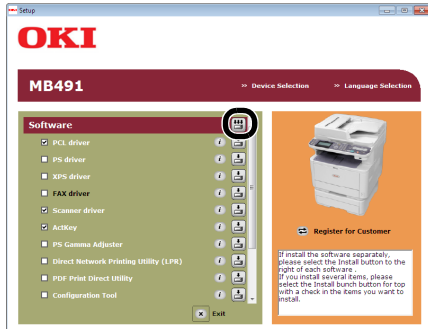 OKI Setup
OKI
MB491
» Device Selection
» Language Selection
Software
PCL driver
PS driver
XPS driver
FAX driver
Scanner driver
ActKey
PS Gamma Adjuster
Direct Network Printing Utility (LPR)
PDF Print Direct Utility
Configuration Tool
Exit
Register for Customer
If install the software separately,
please select the Install button to the
right of each software .
If you install several items, please
select the Install bunch button for top
with a check in the items you want to
install.